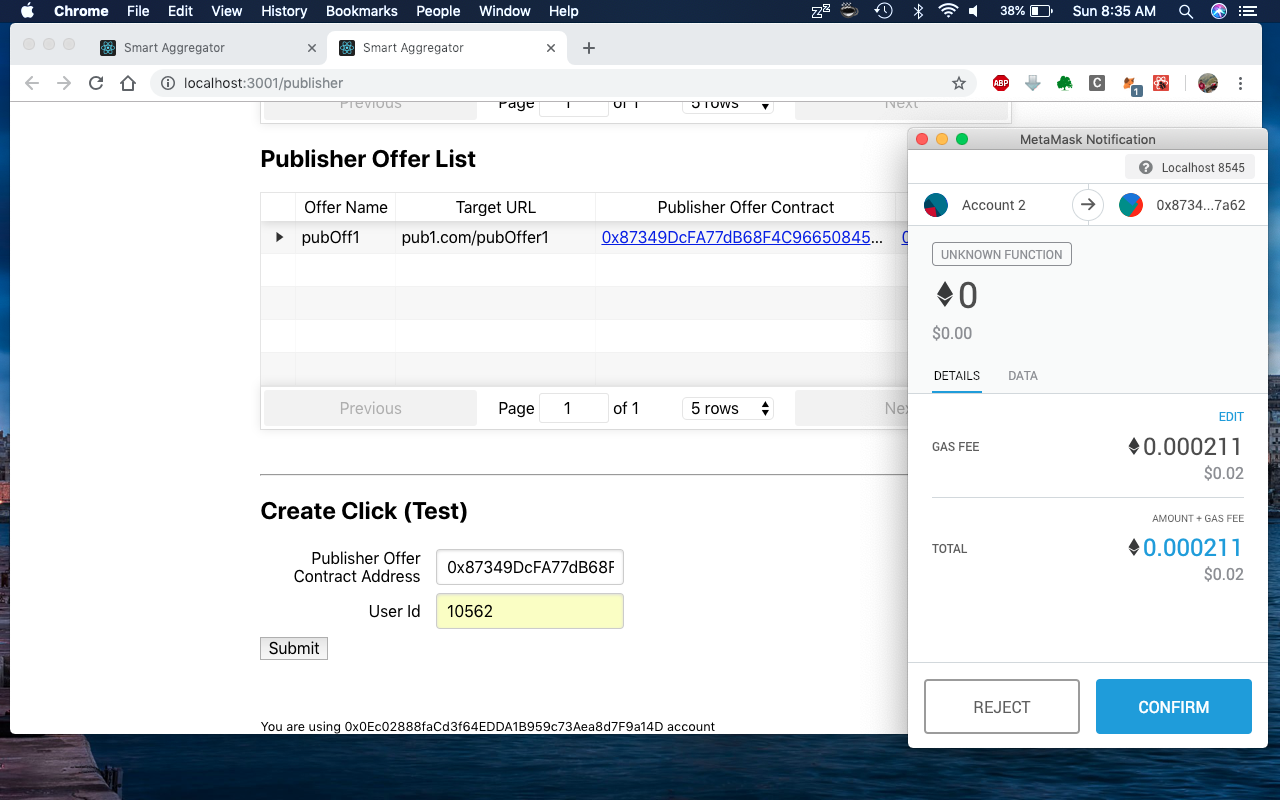 Chrome File Edit View History Bookmarks People Window Help 38% Sun 8:35 AM
Smart Aggregator
Smart Aggregator
localhost:3001/publisher
ABP
C
1
Previous Page 1 of 1 5 rows Next
Publisher Offer List
Offer Name Target URL Publisher Offer Contract
pubOff1 pub1.com/pubOffer1 0x87349DcFA77dB68F4C96650845... 0
Previous Page 1 of 1 5 rows Nex
Create Click (Test)
Publisher Offer
Contract Address
0x87349DcFA77dB68F
User Id 10562
Submit
You are using 0x0Ec02888faCd3f64EDDA1B959c73Aea8d7F9a14D account
MetaMask Notification
Localhost 8545
Account 2 0x8734...7a62
UNKNOWN FUNCTION
0
$0.00
DETAILS DATA
EDIT
GAS FEE 0.000211
$0.02
AMOUNT + GAS FEE
TOTAL 0.000211
$0.02
REJECT CONFIRM